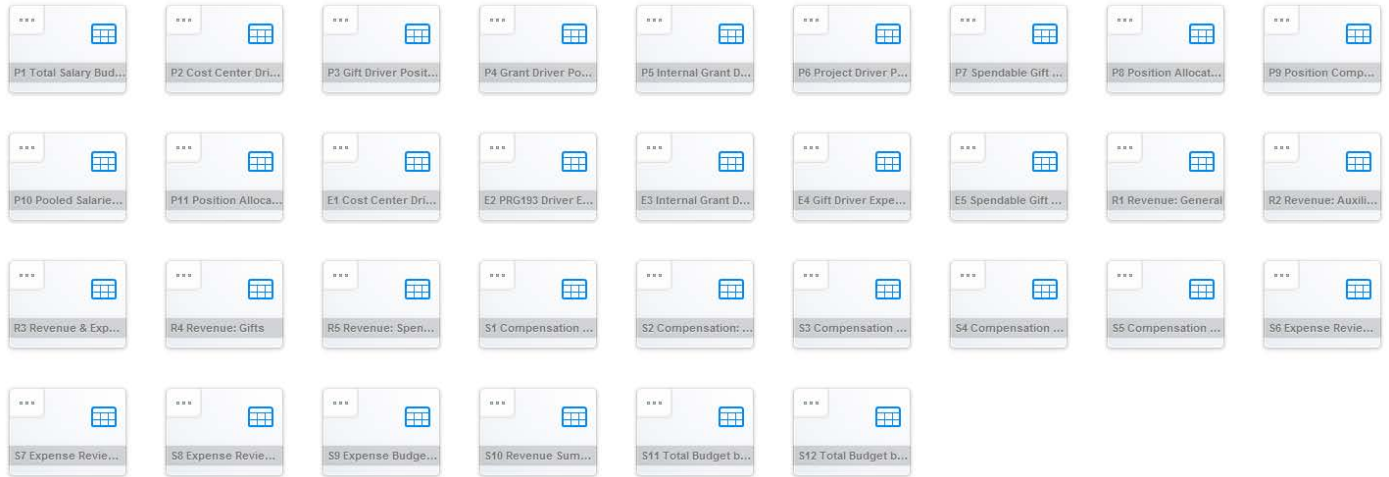 P1 Total Salary Bud...
P2 Cost Center Dri...
P3 Gift Driver Posit...
P4 Grant Driver Po...
P5 Internal Grant D...
P6 Project Driver P...
P7 Spendable Gift ...
P8 Position Allocat...
P9 Position Comp...
P10 Pooled Salarie...
P11 Position Alloca...
E1 Cost Center Dri...
E2 PRG193 Driver E...
E3 Internal Grant D...
E4 Gift Driver Expe...
E5 Spendable Gift ...
R1 Revenue: General
R2 Revenue: Auxili...
R3 Revenue & Exp...
R4 Revenue: Gifts
R5 Revenue: Spen...
S1 Compensation ...
S2 Compensation: ...
S3 Compensation ...
S4 Compensation ...
S5 Compensation ...
S6 Expense Revie...
S7 Expense Revie...
S8 Expense Revie...
S9 Expense Budge...
S10 Revenue Sum...
S11 Total Budget b...
S12 Total Budget b...